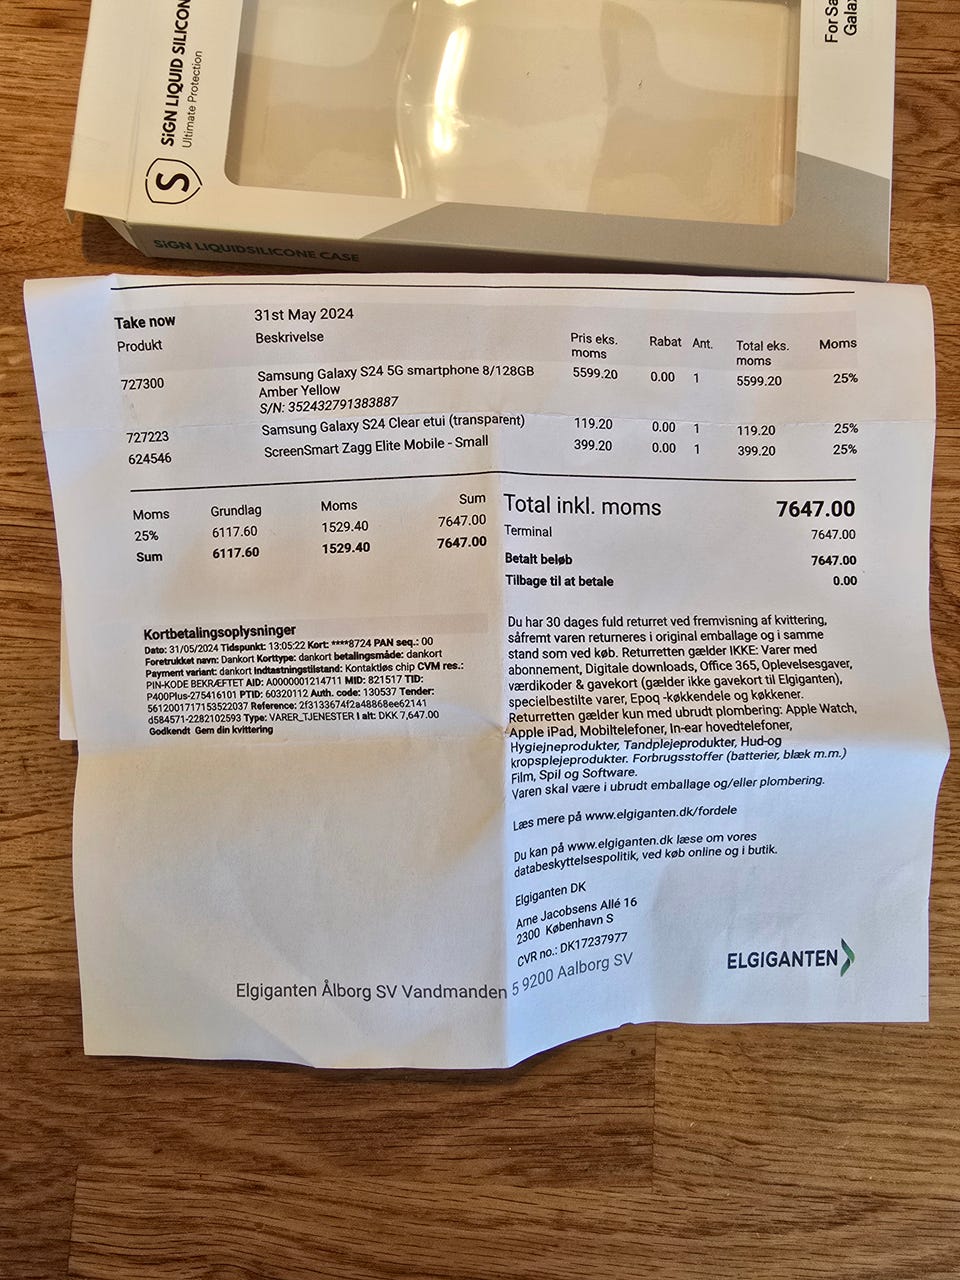 SiGN LIQUID SILICON
Ultimate Protection
S
For Sa
Galax
SiGN LIQUIDSILICONE CASE
Take now 31st May 2024
Produkt Beskrivelse Pris eks. moms Rabat Ant. Total eks. moms Moms
727300 Samsung Galaxy S24 5G smartphone 8/128GB 5599.20 0.00 1 5599.20 25%
Amber Yellow
S/N: 352432791383887
727223 Samsung Galaxy S24 Clear etui (transparent) 119.20 0.00 1 119.20 25%
624546 ScreenSmart Zagg Elite Mobile - Small 399.20 0.00 1 399.20 25%
Moms Grundlag Moms Sum
25% 6117.60 1529.40 7647.00
Sum 6117.60 1529.40 7647.00
Total inkl. moms 7647.00
Terminal 7647.00
Betalt beløb 7647.00
Tilbage til at betale 0.00
Kortbetalingsoplysninger
Dato: 31/05/2024 Tidspunkt: 13:05:22 Kort: ****8724 PAN seq.: 00
Foretrukket navn: Dankort Korttype: dankort betalingsmåde: dankort
Payment variant: dankort Indtastningstilstand: Kontaktløs chip CVM res.:
PIN-KODE BEKRÆFTET AID: A0000001214711 MID: 821517 TID:
P400Plus-275416101 PTID: 60320112 Auth. code: 130537 Tender:
5612001717153522037 Reference: 2f3133674f2a48868ee62141
d584571-2282102593 Type: VARER_TJENESTER I alt: DKK 7,647.00
Godkendt Gem din kvittering
Du har 30 dages fuld returret ved fremvisning af kvittering,
såfremt varen returneres i original emballage og i samme
stand som ved køb. Returretten gælder IKKE: Varer med
abonnement, Digitale downloads, Office 365, Oplevelsesgaver,
værdikoder & gavekort (gælder ikke gavekort til Elgiganten),
specielbestilte varer, Epoq -køkkendele og køkkener.
Returretten gælder kun med ubrudt plombering: Apple Watch,
Apple iPad, Mobiltelefoner, In-ear hovedtelefoner,
Hygiejneprodukter, Tandplejeprodukter, Hud-og
kropsplejeprodukter. Forbrugsstoffer (batterier, blæk m.m.)
Film, Spil og Software.
Varen skal være i ubrudt emballage og/eller plombering.
Læs mere på www.elgiganten.dk/fordele
Du kan på www.elgiganten.dk læse om vores
databeskyttelsespolitik, ved køb online og i butik.
Elgiganten DK
Arne Jacobsens Allé 16
2300 København S
CVR no.: DK17237977
ELGIGANTEN
Elgiganten Ålborg SV Vandmanden 5 9200 Aalborg SV